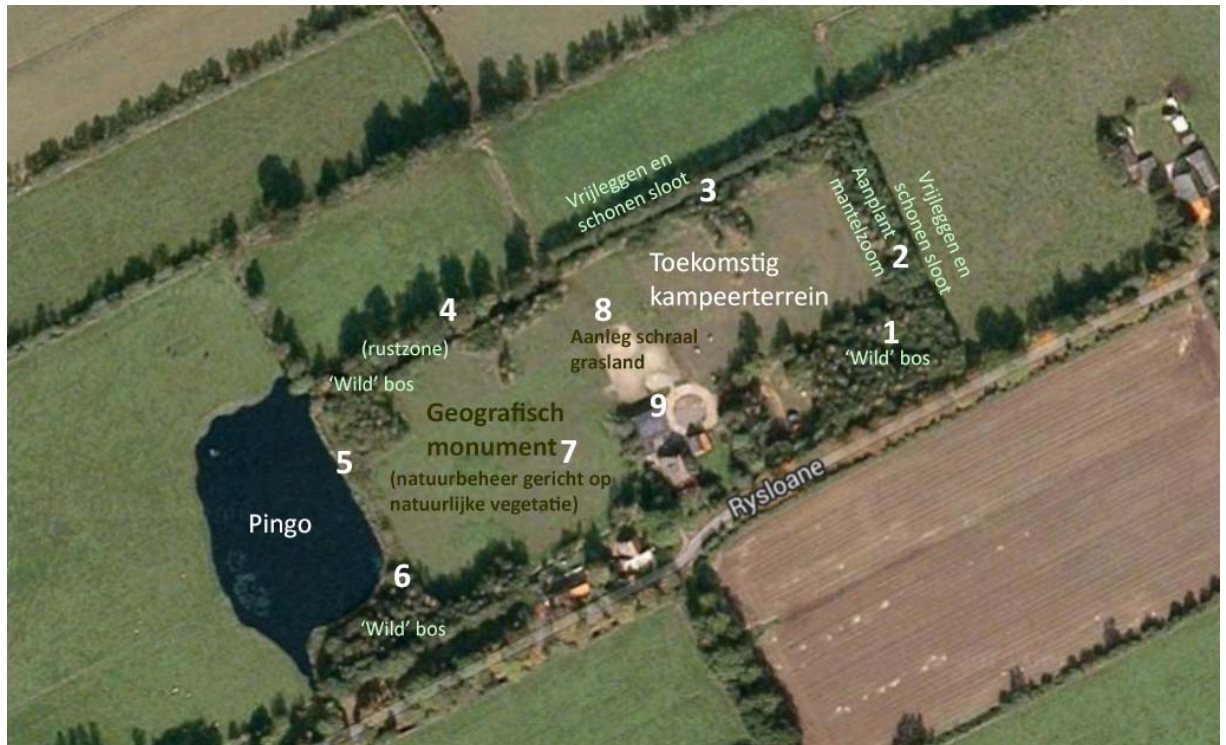 Vrijleggen en
schonen sloot
3
Aanplant
mantelzoom
Vrijleggen en
schonen sloot
2
Toekomstig
kampeerterrein
4
(rustzone)
8
Aanleg schraal
grasland
1
'Wild' bos
'Wild' bos
Geografisch
monument
7
(natuurbeheer gericht op
natuurlijke vegetatie)
9
5
Pingo
Rysloane
6
'Wild' bos